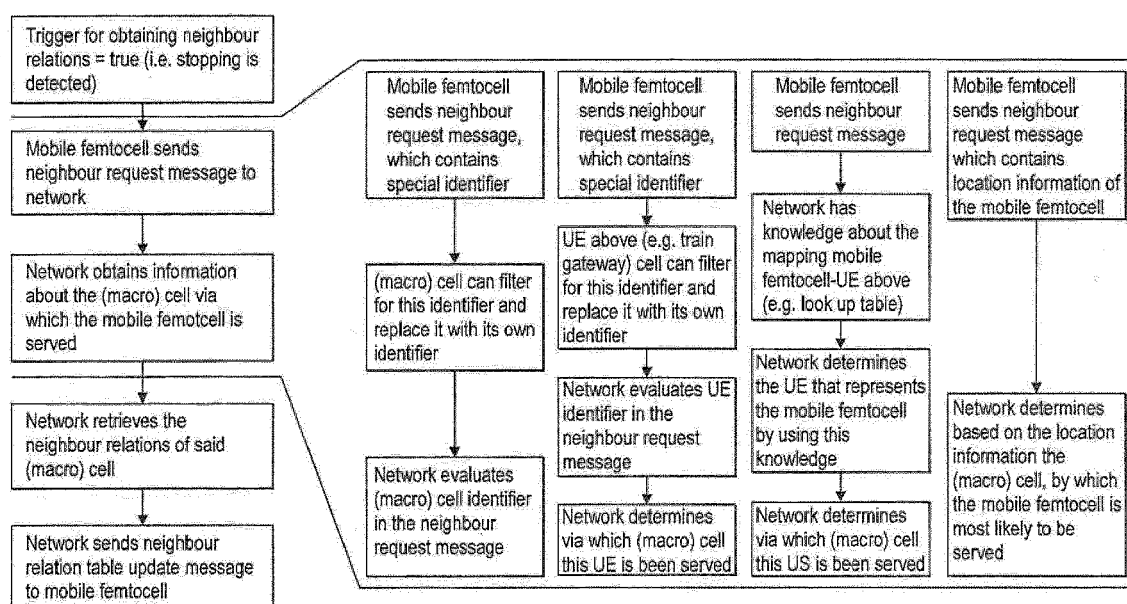 Trigger for obtaining neighbour
relations = true (i.e. stopping is
detected)
Mobile femtocell sends
neighbour request message to
network
Network obtains information
about the (macro) cell via
which the mobile femotcell is
served
Network retrieves the
neighbour relations of said
(macro) cell
Network sends neighbour
relation table update message
to mobile femtocell
Mobile femtocell
sends neighbour
request message,
which contains
special identifier
(macro) cell can filter
for this identifier and
replace it with its own
identifier
Network evaluates
(macro) cell identifier
in the neighbour
request message
Mobile femtocell
sends neighbour
request message,
which contains
special identifier
UE above (e.g. train
gateway) cell can filter
for this identifier and
replace it with its own
identifier
Network evaluates UE
identifier in the
neighbour request
message
Network determines
via which (macro) cell
this UE is been served
Mobile femtocell
sends neighbour
request message
Network has
knowledge about the
mapping mobile
femtocell-UE above
(e.g. look up table)
Network determines
the UE that represents
the mobile femtocell
by using this
knowledge
Network determines
via which (macro) cell
this US is been served
Mobile femtocell
sends neighbour
request message
which contains
location information of
the mobile femtocell
Network determines
based on the location
information the
(macro) cell, by which
the mobile femtocell is
most likely to be
served